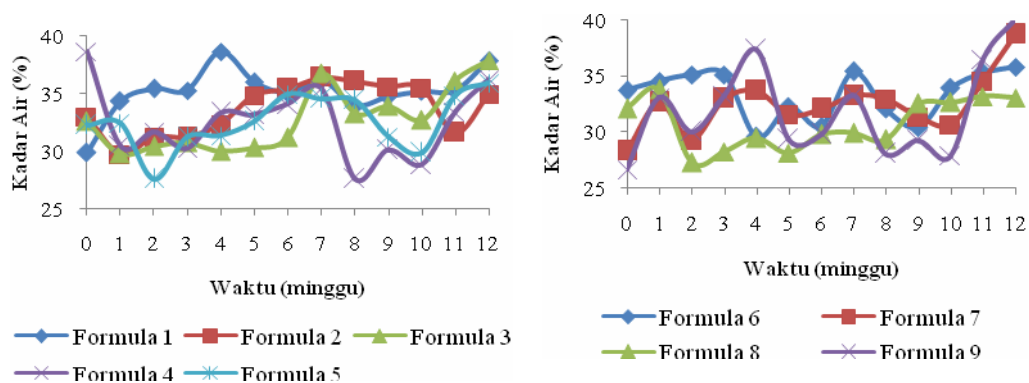 Kadar Air (%)
40
35
30
25
0 1 2 3 4 5 6 7 8 9 10 11 12
Waktu (minggu)
Formula 1 Formula 2 Formula 3
Formula 4 Formula 5
Kadar Air (%)
40
35
30
25
0 1 2 3 4 5 6 7 8 9 10 11 12
Waktu (minggu)
Formula 6 Formula 7
Formula 8 Formula 9